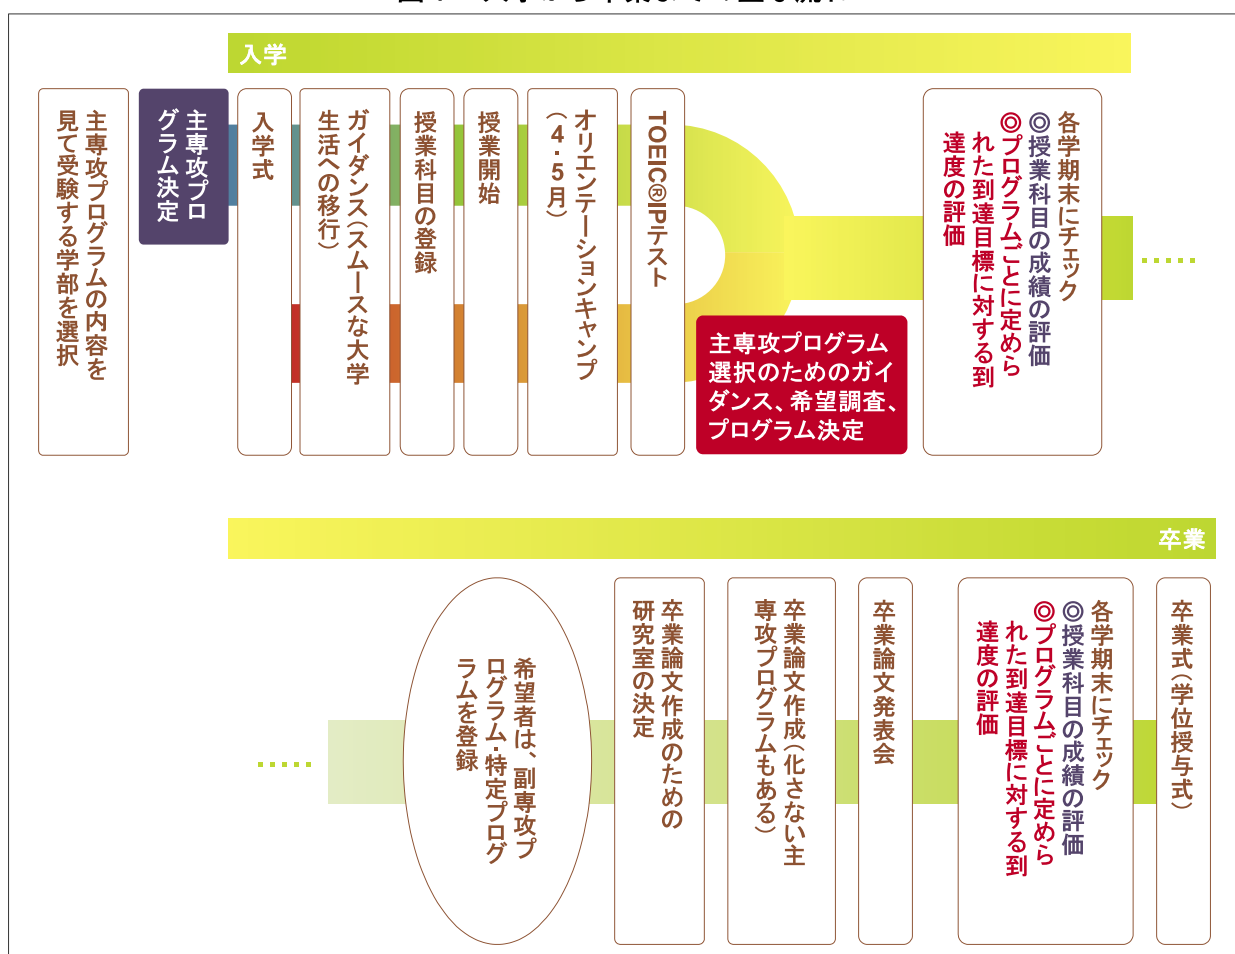 入学
主専攻プログラムの内容を
見て受験する学部を選択
主専攻プロ
グラム決定
入学式
ガイダンス(スムースな大学
生活への移行)
授業科目の登録
授業開始
オリエンテーションキャンプ
(4・5月)
TOEIC®IPテスト
主専攻プログラム
選択のためのガイ
ダンス、希望調査、
プログラム決定
各学期末にチェック
◎授業科目の成績の評価
◎プログラムごとに定めら
れた到達目標に対する到
達度の評価
卒業
希望者は、副専攻プ
ログラム・特定プログ
ラムを登録
卒業論文作成のための
研究室の決定
卒業論文作成(化さない主
専攻プログラムもある)
卒業論文発表会
各学期末にチェック
◎授業科目の成績の評価
◎プログラムごとに定めら
れた到達目標に対する到
達度の評価
卒業式(学位授与式)